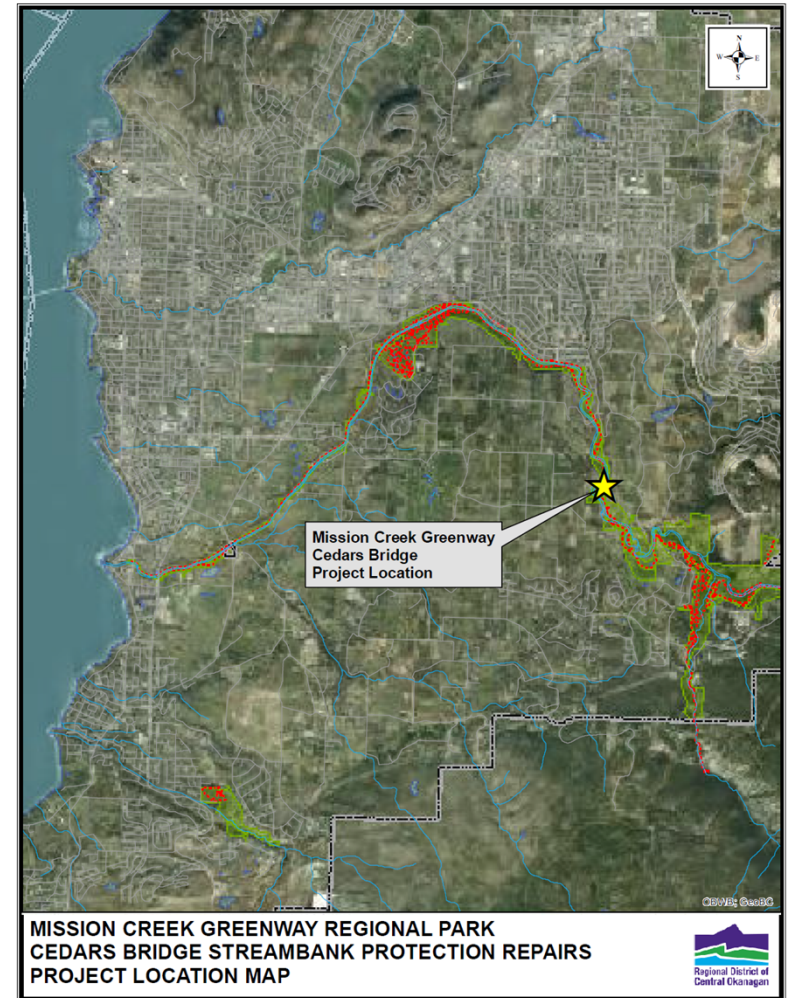 N
W E
S
Mission Creek Greenway
Cedars Bridge
Project Location
OBWB; GeoBC
MISSION CREEK GREENWAY REGIONAL PARK
CEDARS BRIDGE STREAMBANK PROTECTION REPAIRS
PROJECT LOCATION MAP
Regional District of
Central Okanagan